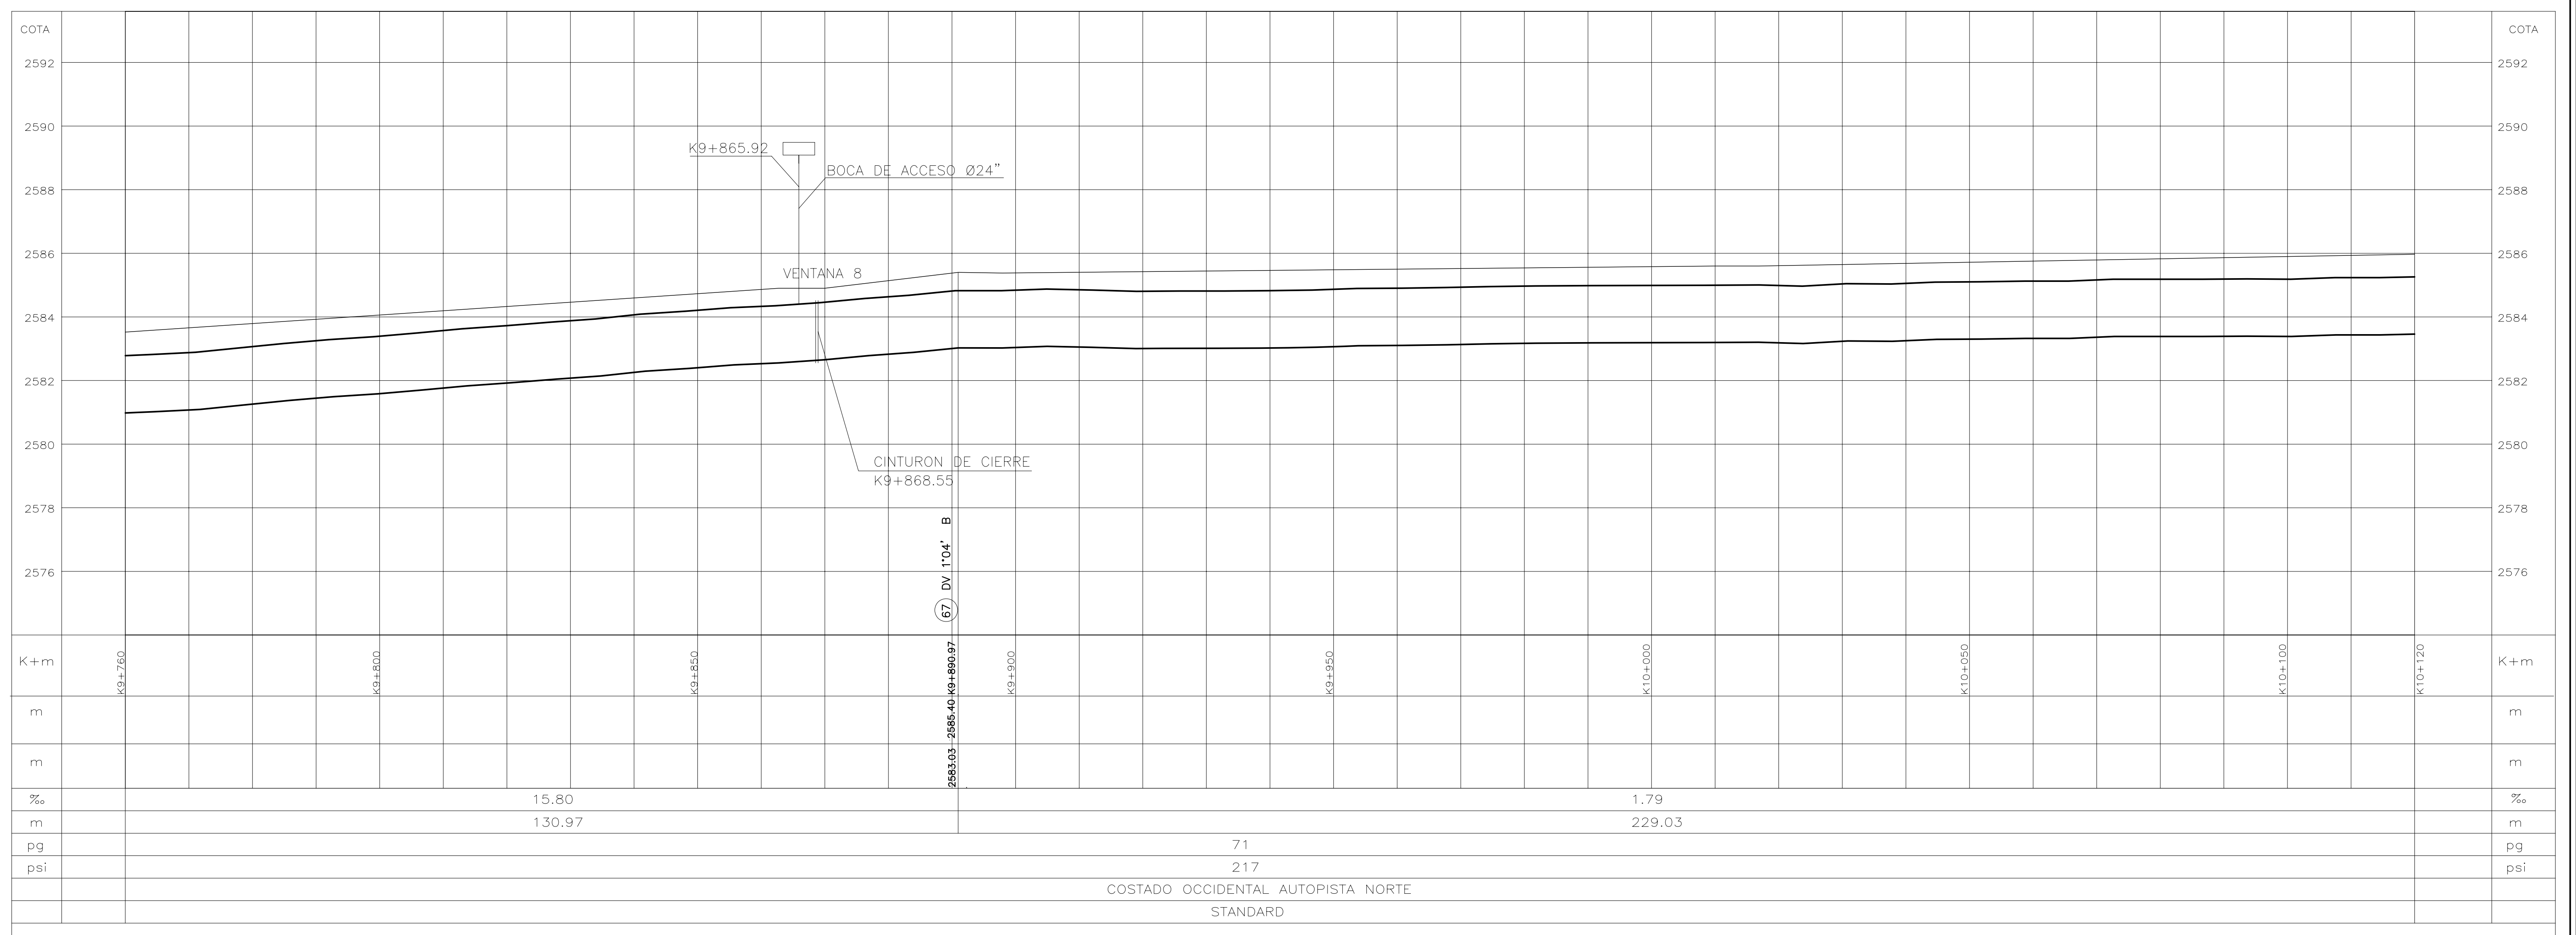 COTA COTA
2592 2592
2590 2590
K9+865.92
BOCA DE ACCESO Ø24"
2588 2588
2586 2586
VENTANA 8
2584 2584
2582 2582
2580 2580
CINTURON DE CIERRE
K9+868.55
2578 2578
67 DV 1°04' B
2576 2576
K+m K9+760 K9+800 K9+850 K9+890.97 K9+900 K9+950 K10+000 K10+050 K10+100 K10+120 K+m
m 2585.40 m
m 2583.03 m
‰ 15.80 1.79 ‰
m 130.97 229.03 m
pg 71 pg
psi 217 psi
COSTADO OCCIDENTAL AUTOPISTA NORTE
STANDARD